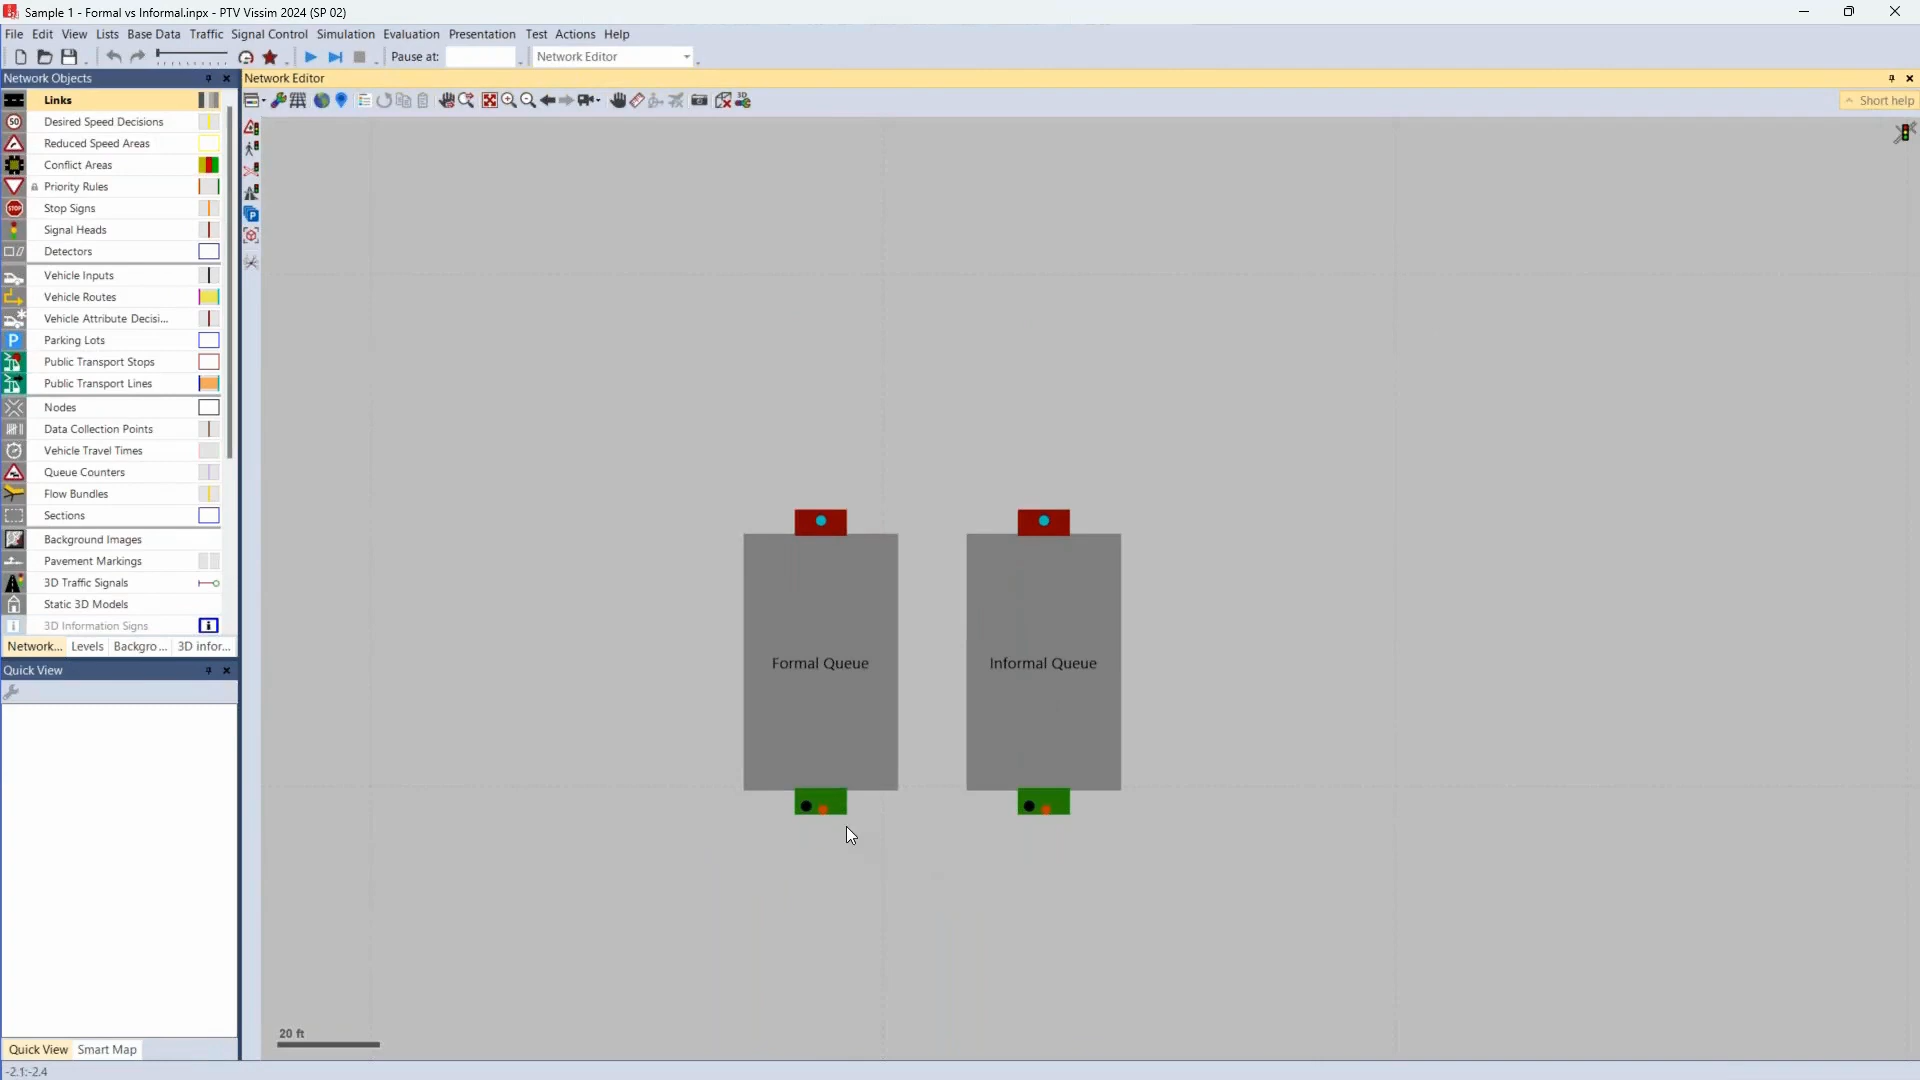 Sample 1 - Formal vs Informal.inpx - PTV Vissim 2024 (SP 02)
File Edit View Lists Base Data Traffic Signal Control Simulation Evaluation Presentation Test Actions Help
Pause at: Network Editor
Network Objects
Network Editor
Short help
Links
50 Desired Speed Decisions
Reduced Speed Areas
Conflict Areas
Priority Rules
STOP Stop Signs
Signal Heads
Detectors
Vehicle Inputs
Vehicle Routes
Vehicle Attribute Decisi...
P Parking Lots
Public Transport Stops
Public Transport Lines
Nodes
Data Collection Points
Vehicle Travel Times
Queue Counters
Flow Bundles
Sections
Background Images
Pavement Markings
3D Traffic Signals
Static 3D Models
3D Information Signs
Network... Levels Backgro... 3D infor...
Quick View
Formal Queue
Informal Queue
20 ft
Quick View Smart Map
-2.1:-2.4